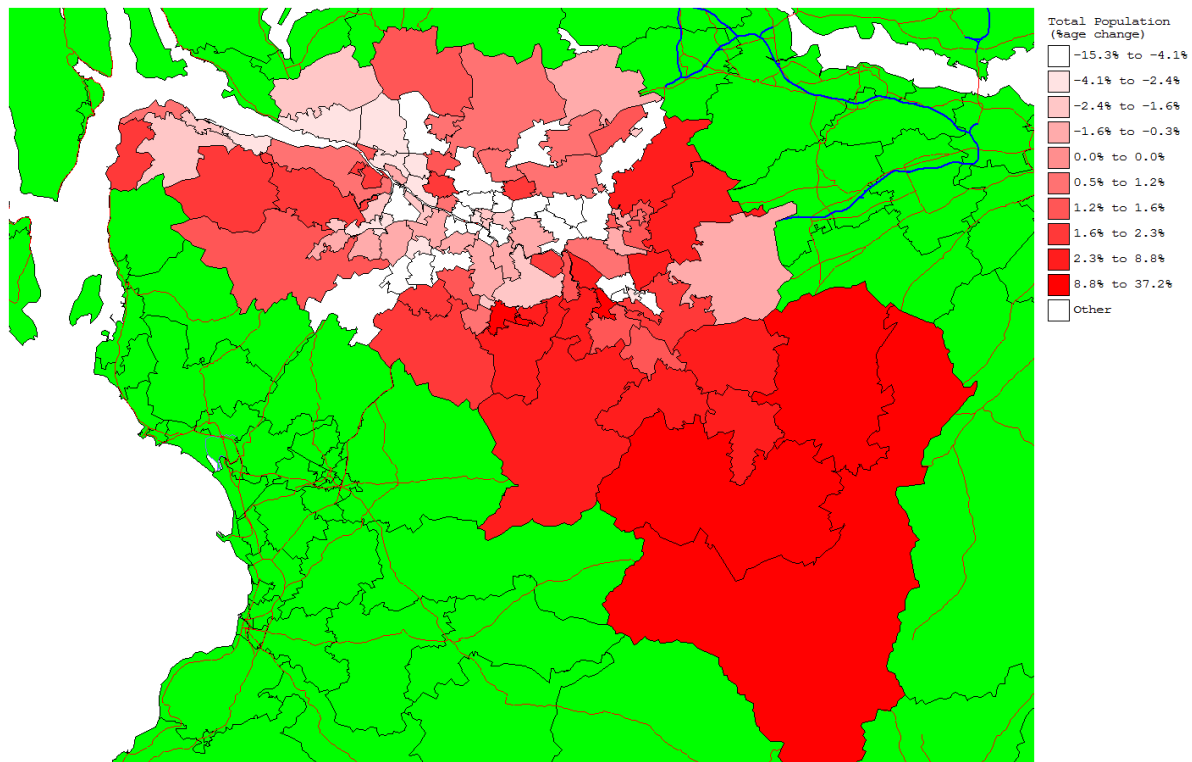 Total Population
(%age change)
-15.3% to -4.1%
-4.1% to -2.4%
-2.4% to -1.6%
-1.6% to -0.3%
0.0% to 0.0%
0.5% to 1.2%
1.2% to 1.6%
1.6% to 2.3%
2.3% to 8.8%
8.8% to 37.2%
Other